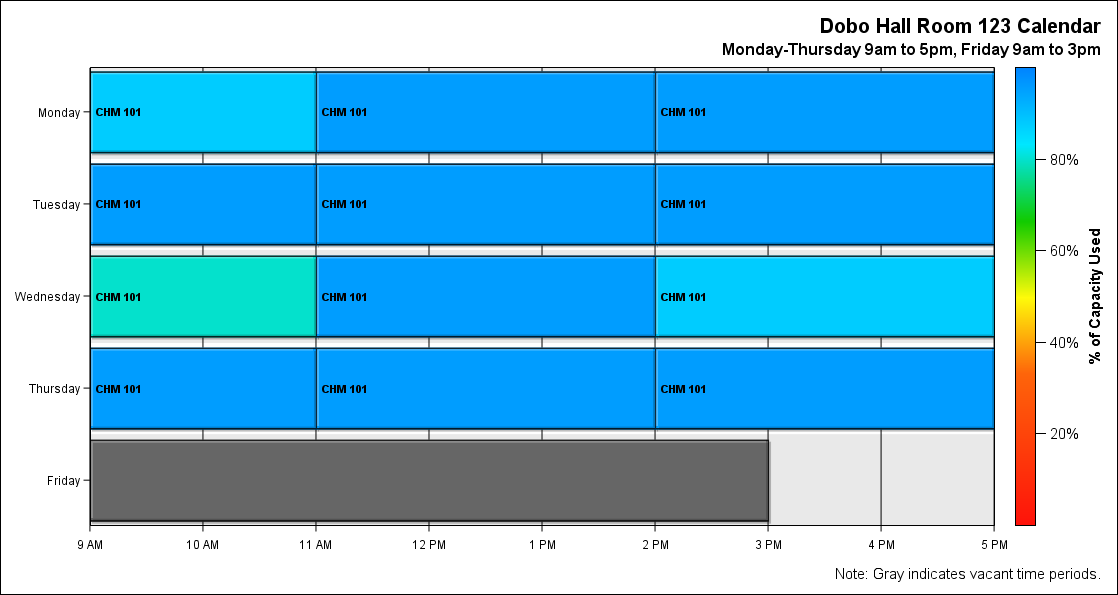 Dobo Hall Room 123 Calendar
Monday-Thursday 9am to 5pm, Friday 9am to 3pm
Monday
CHM 101
CHM 101
CHM 101
Tuesday
CHM 101
CHM 101
CHM 101
Wednesday
CHM 101
CHM 101
CHM 101
Thursday
CHM 101
CHM 101
CHM 101
Friday
9 AM
10 AM
11 AM
12 PM
1 PM
2 PM
3 PM
4 PM
5 PM
80%
60%
40%
20%
% of Capacity Used
Note: Gray indicates vacant time periods.